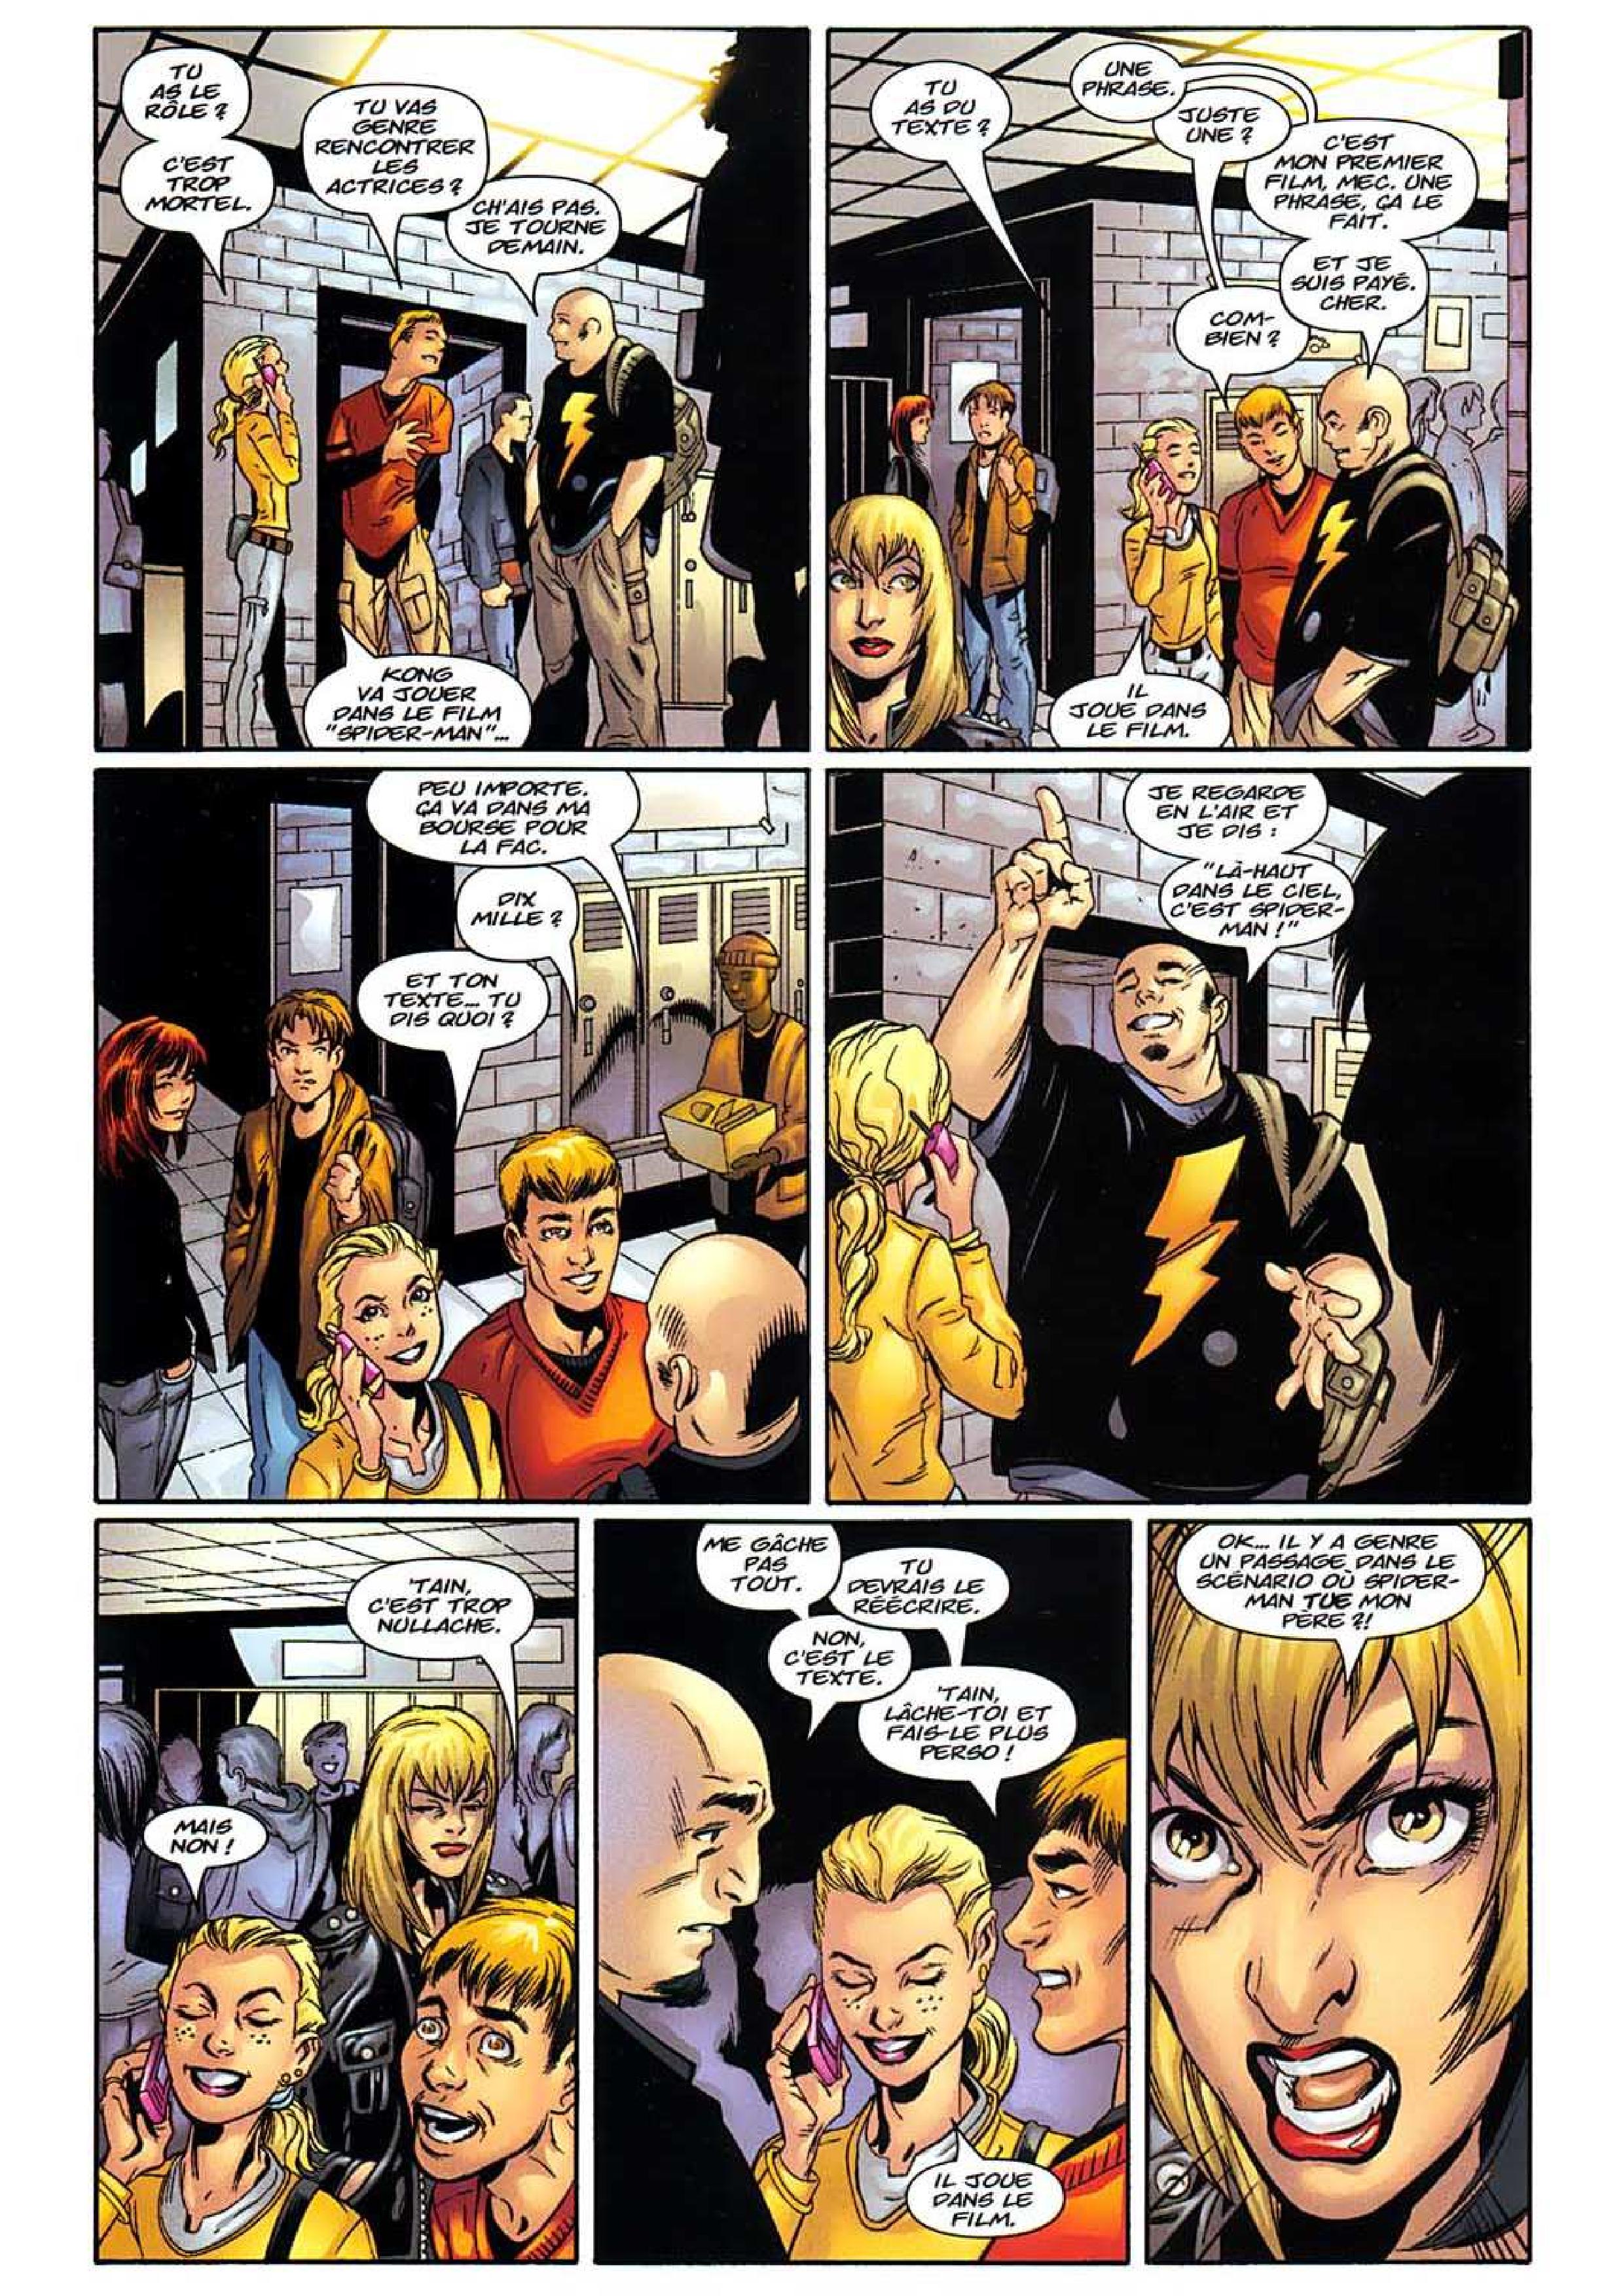 TU
AS LE
RÔLE ?
C'EST
TROP
MORTEL.
TU VAS
GENRE
RENCONTRER
LES
ACTRICES ?
CH'AIS PAS.
JE TOURNE
DEMAIN.
KONG
VA JOUER
DANS LE FILM
"SPIDER-MAN"...
TU
AS DU
TEXTE ?
UNE
PHRASE.
JUSTE
UNE ?
C'EST
MON PREMIER
FILM, MEC. UNE
PHRASE, ÇA LE
FAIT.
ET JE
SUIS PAYÉ.
CHER.
COM-
BIEN ?
IL
JOUE DANS
LE FILM.
PEU IMPORTE.
ÇA VA DANS MA
BOURSE POUR
LA FAC.
DIX
MILLE ?
ET TON
TEXTE... TU
DIS QUOI ?
JE REGARDE
EN L'AIR ET
JE DIS :
"LÀ-HAUT
DANS LE CIEL,
C'EST SPIDER-
MAN !"
'TAIN,
C'EST TROP
NULLACHE.
MAIS
NON !
ME GÂCHE
PAS
TOUT.
TU
DEVRAIS LE
RÉÉCRIRE.
NON,
C'EST LE
TEXTE.
'TAIN,
LÂCHE-TOI ET
FAIS-LE PLUS
PERSO !
IL JOUE
DANS LE
FILM.
OK... IL Y A GENRE
UN PASSAGE DANS LE
SCÉNARIO OÙ SPIDER-
MAN TUE MON
PÈRE ?!